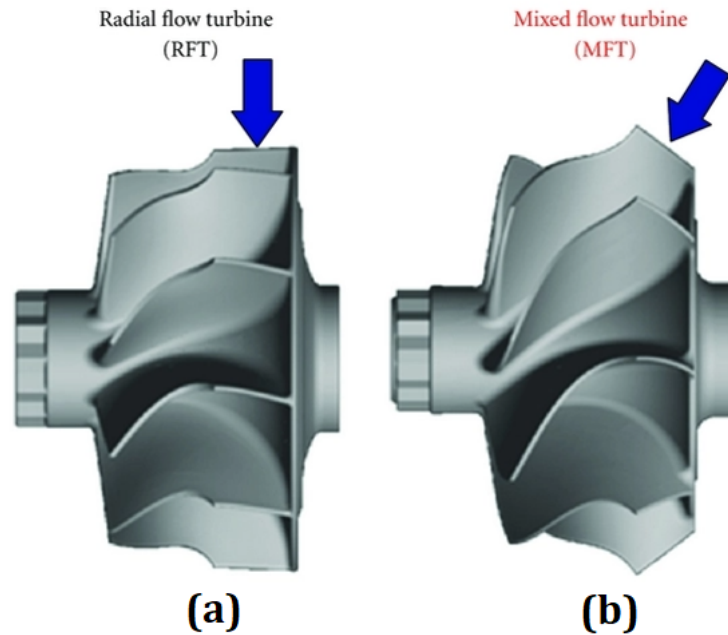 Radial flow turbine
(RFT)
Mixed flow turbine
(MFT)
(a)
(b)